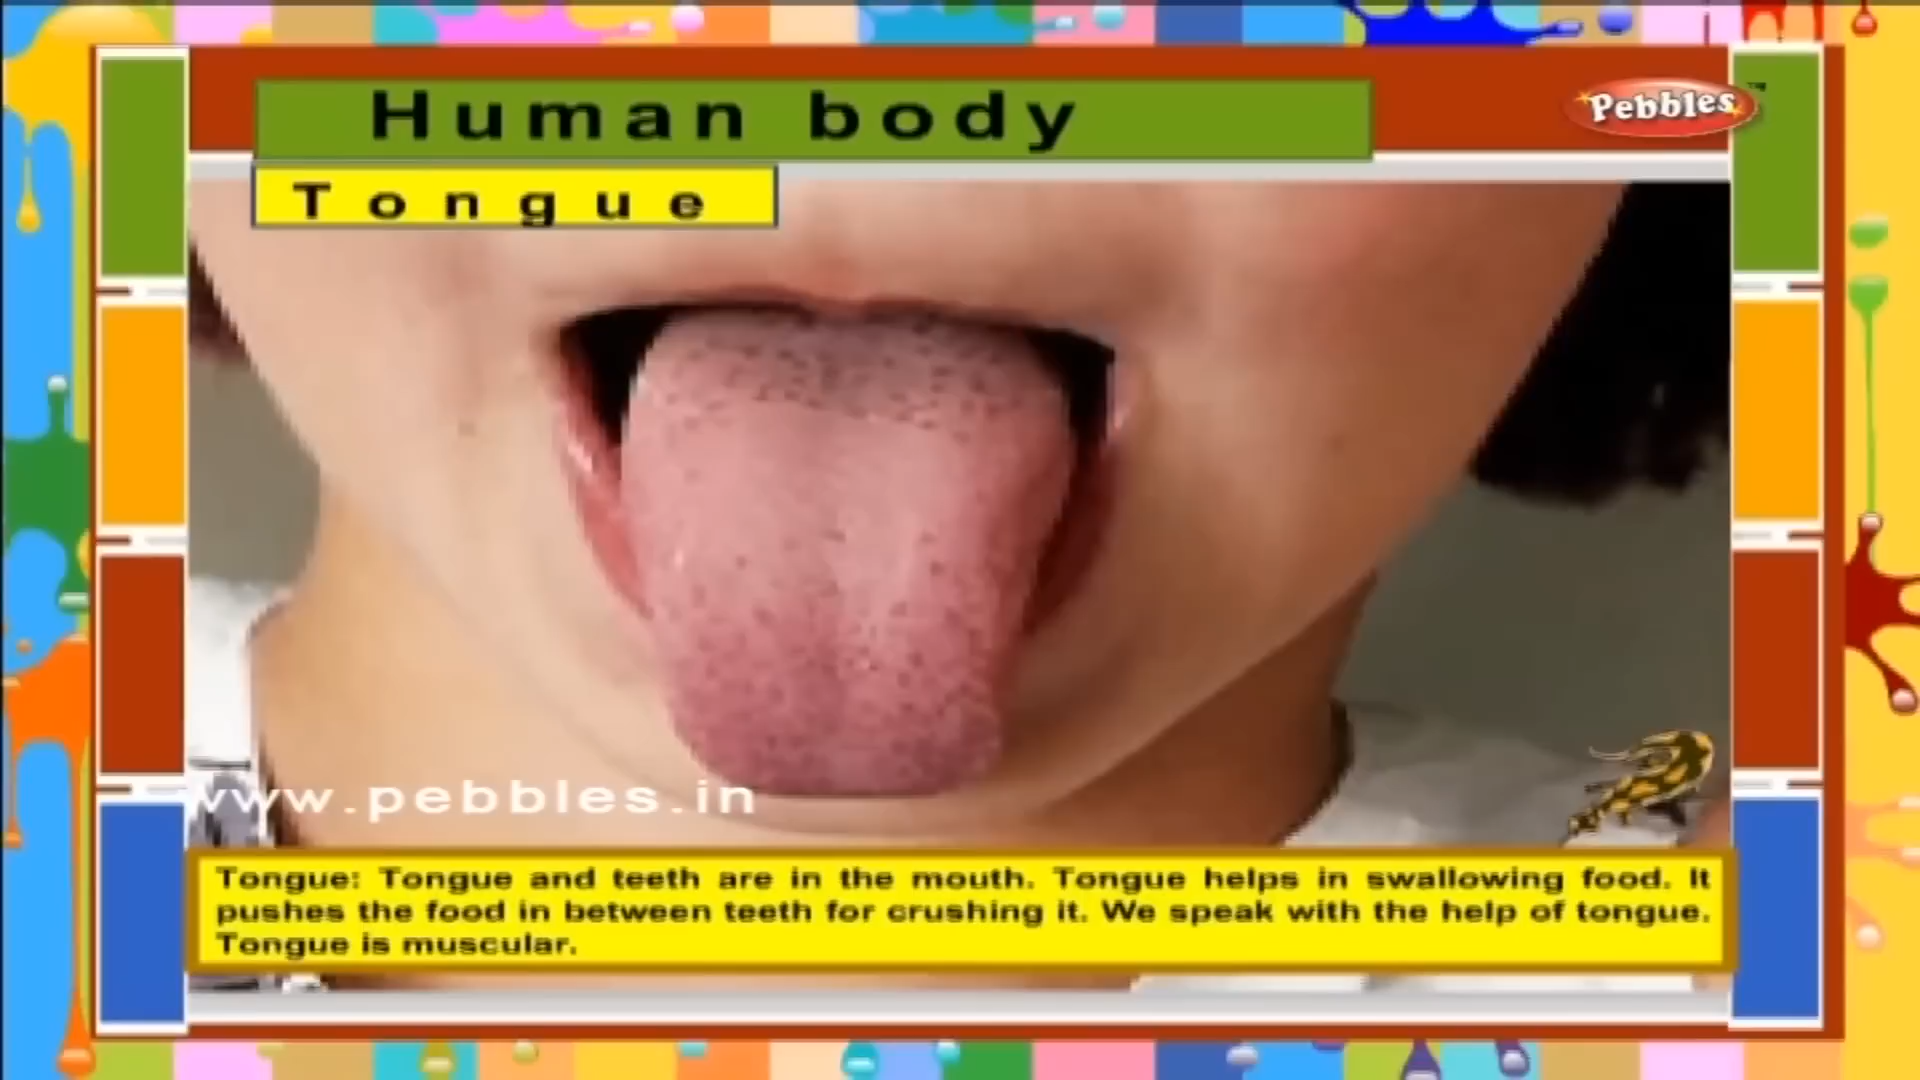 Human body
Pebbles™
Tongue
www.pebbles.in
Tongue: Tongue and teeth are in the mouth. Tongue helps in swallowing food. It
pushes the food in between teeth for crushing it. We speak with the help of tongue.
Tongue is muscular.